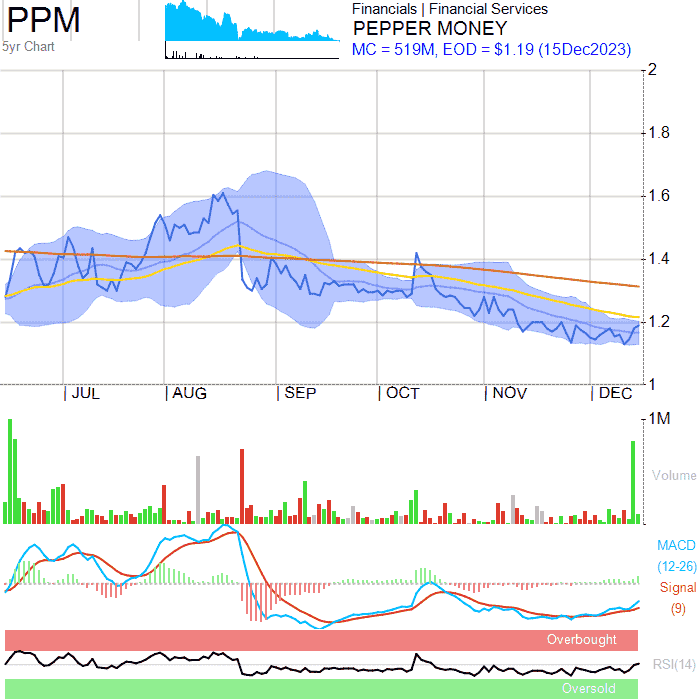 PPM
5yr Chart
Financials | Financial Services
PEPPER MONEY
MC = 519M, EOD = $1.19 (15Dec2023)
2
1.8
1.6
1.4
1.2
1
JUL AUG SEP OCT NOV DEC
1M
Volume
MACD
(12-26)
Signal
(9)
Overbought
RSI(14)
Oversold